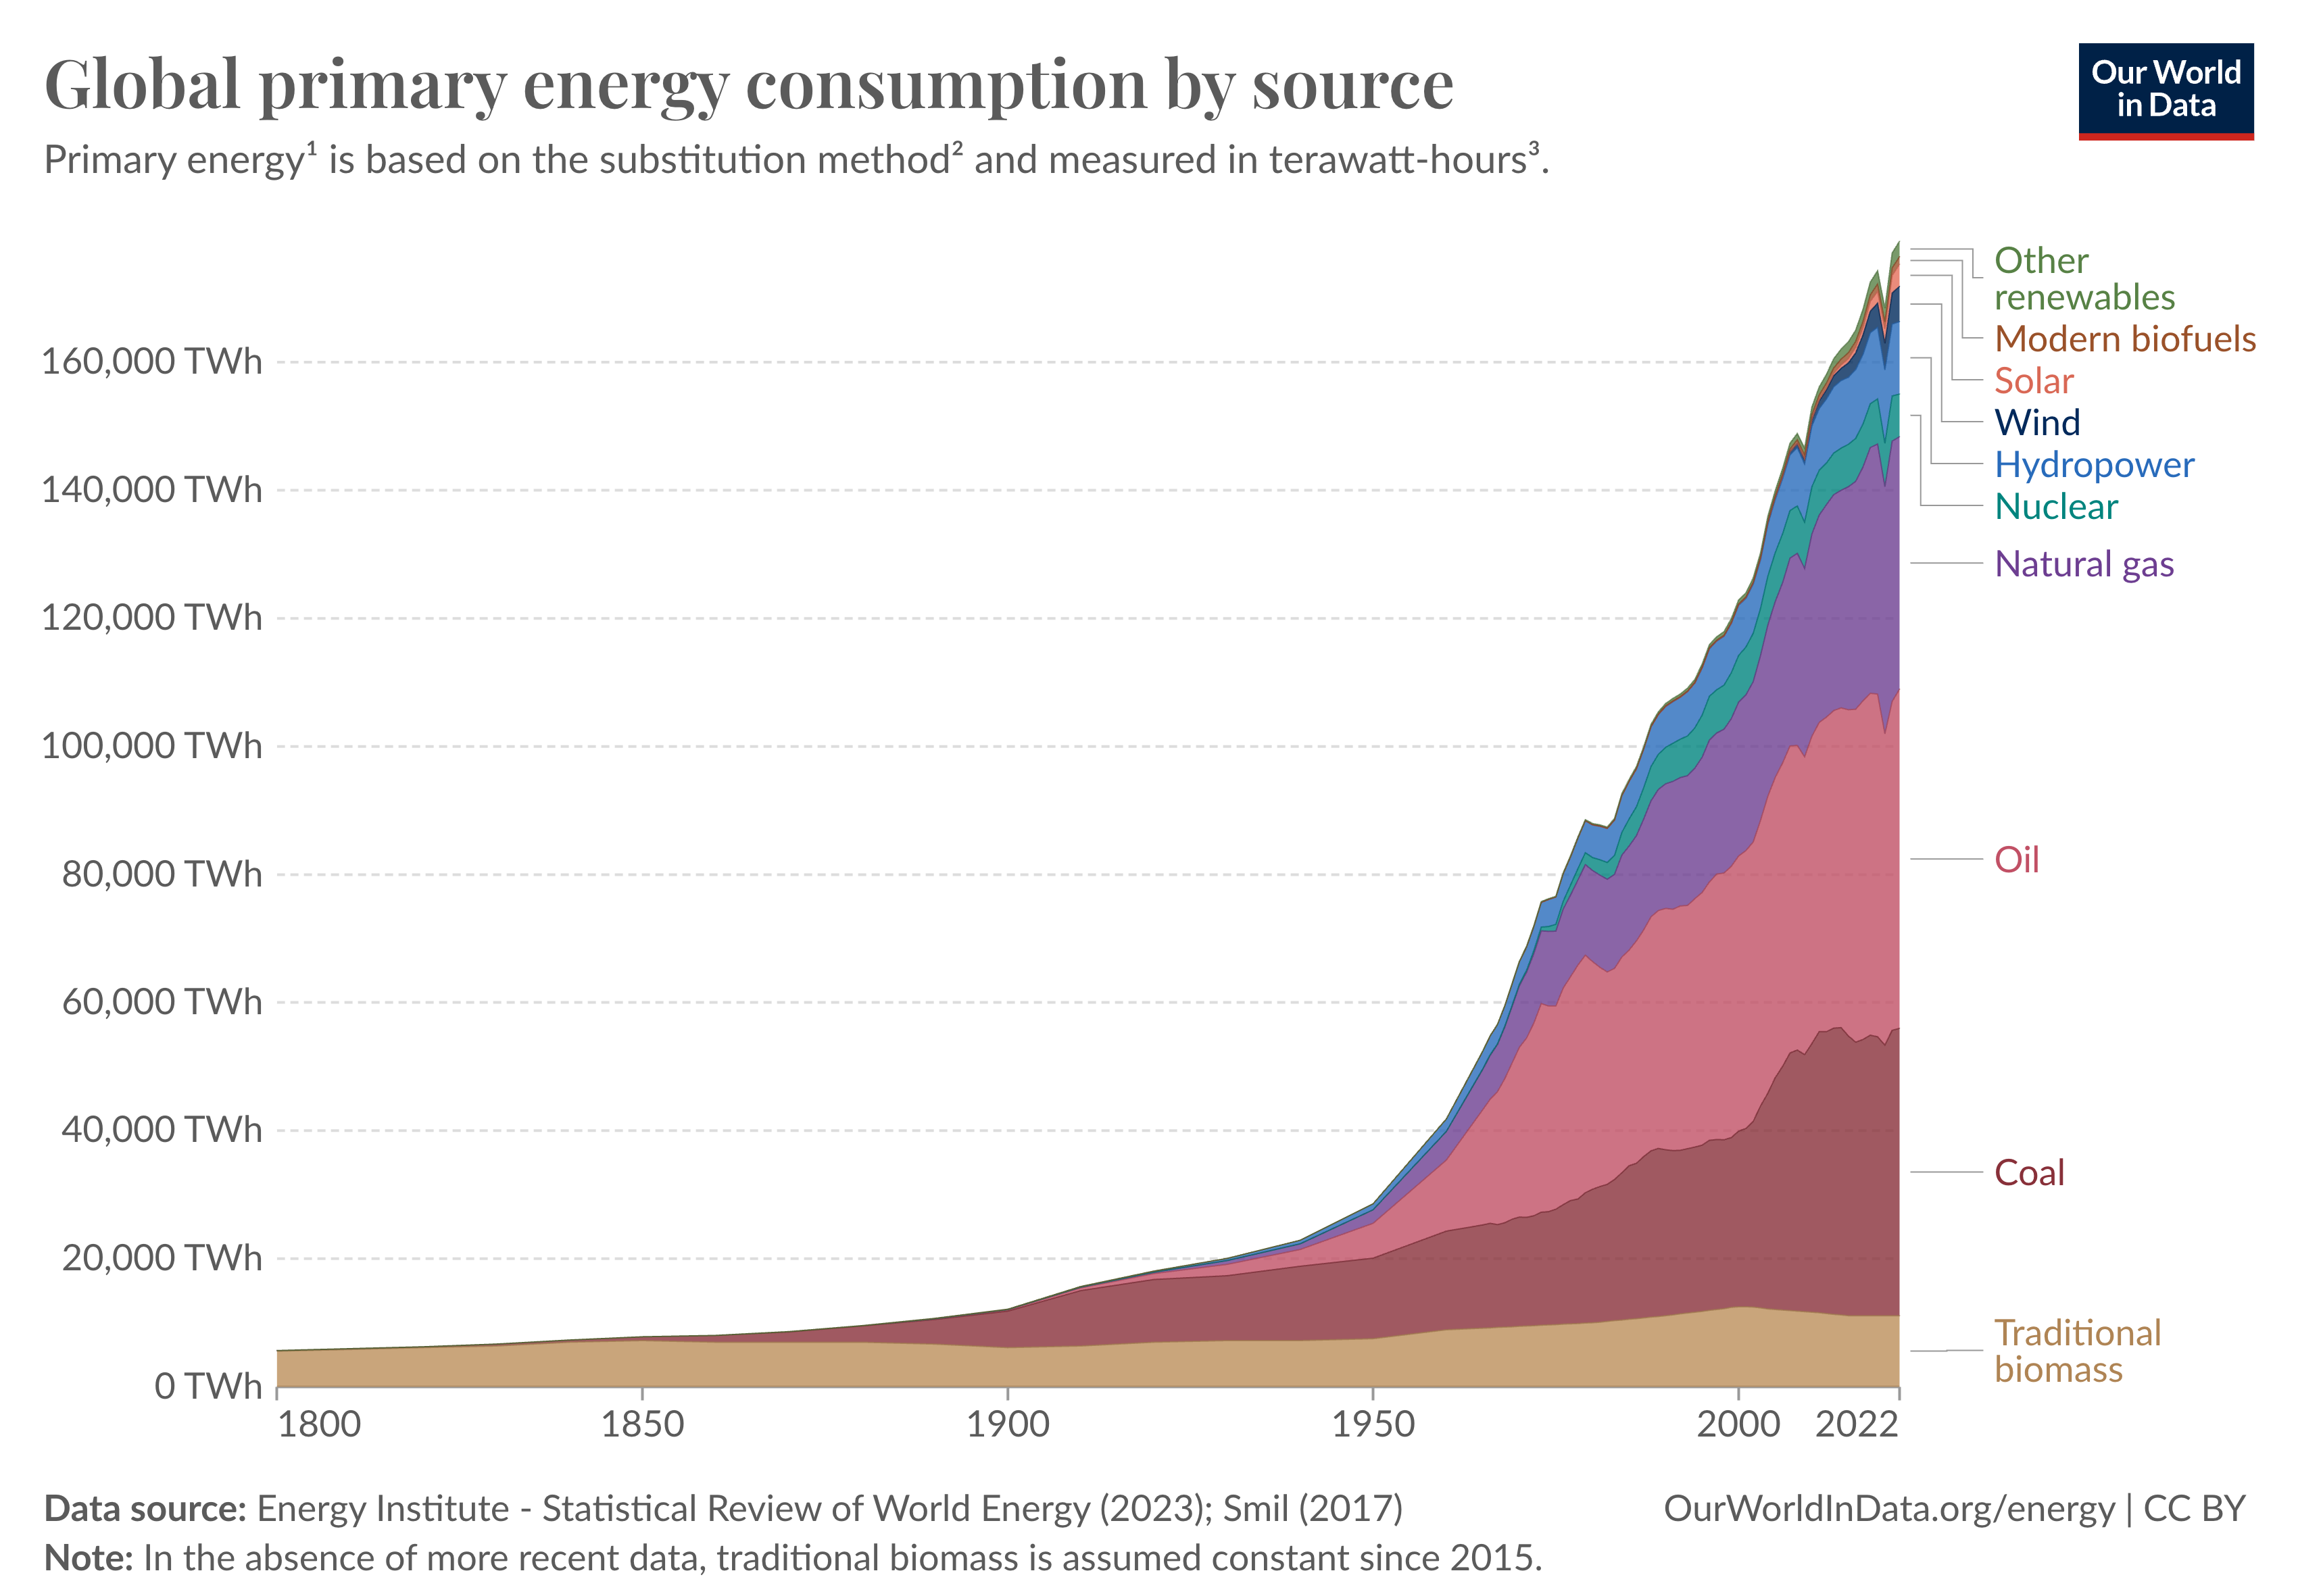 Global primary energy consumption by source
Primary energy¹ is based on the substitution method² and measured in terawatt-hours³.
Our World
in Data
160,000 TWh
140,000 TWh
120,000 TWh
100,000 TWh
80,000 TWh
60,000 TWh
40,000 TWh
20,000 TWh
0 TWh
Other
renewables
Modern biofuels
Solar
Wind
Hydropower
Nuclear
Natural gas
Oil
Coal
Traditional
biomass
1800 1850 1900 1950 2000 2022
Data source: Energy Institute - Statistical Review of World Energy (2023); Smil (2017)
OurWorldInData.org/energy | CC BY
Note: In the absence of more recent data, traditional biomass is assumed constant since 2015.